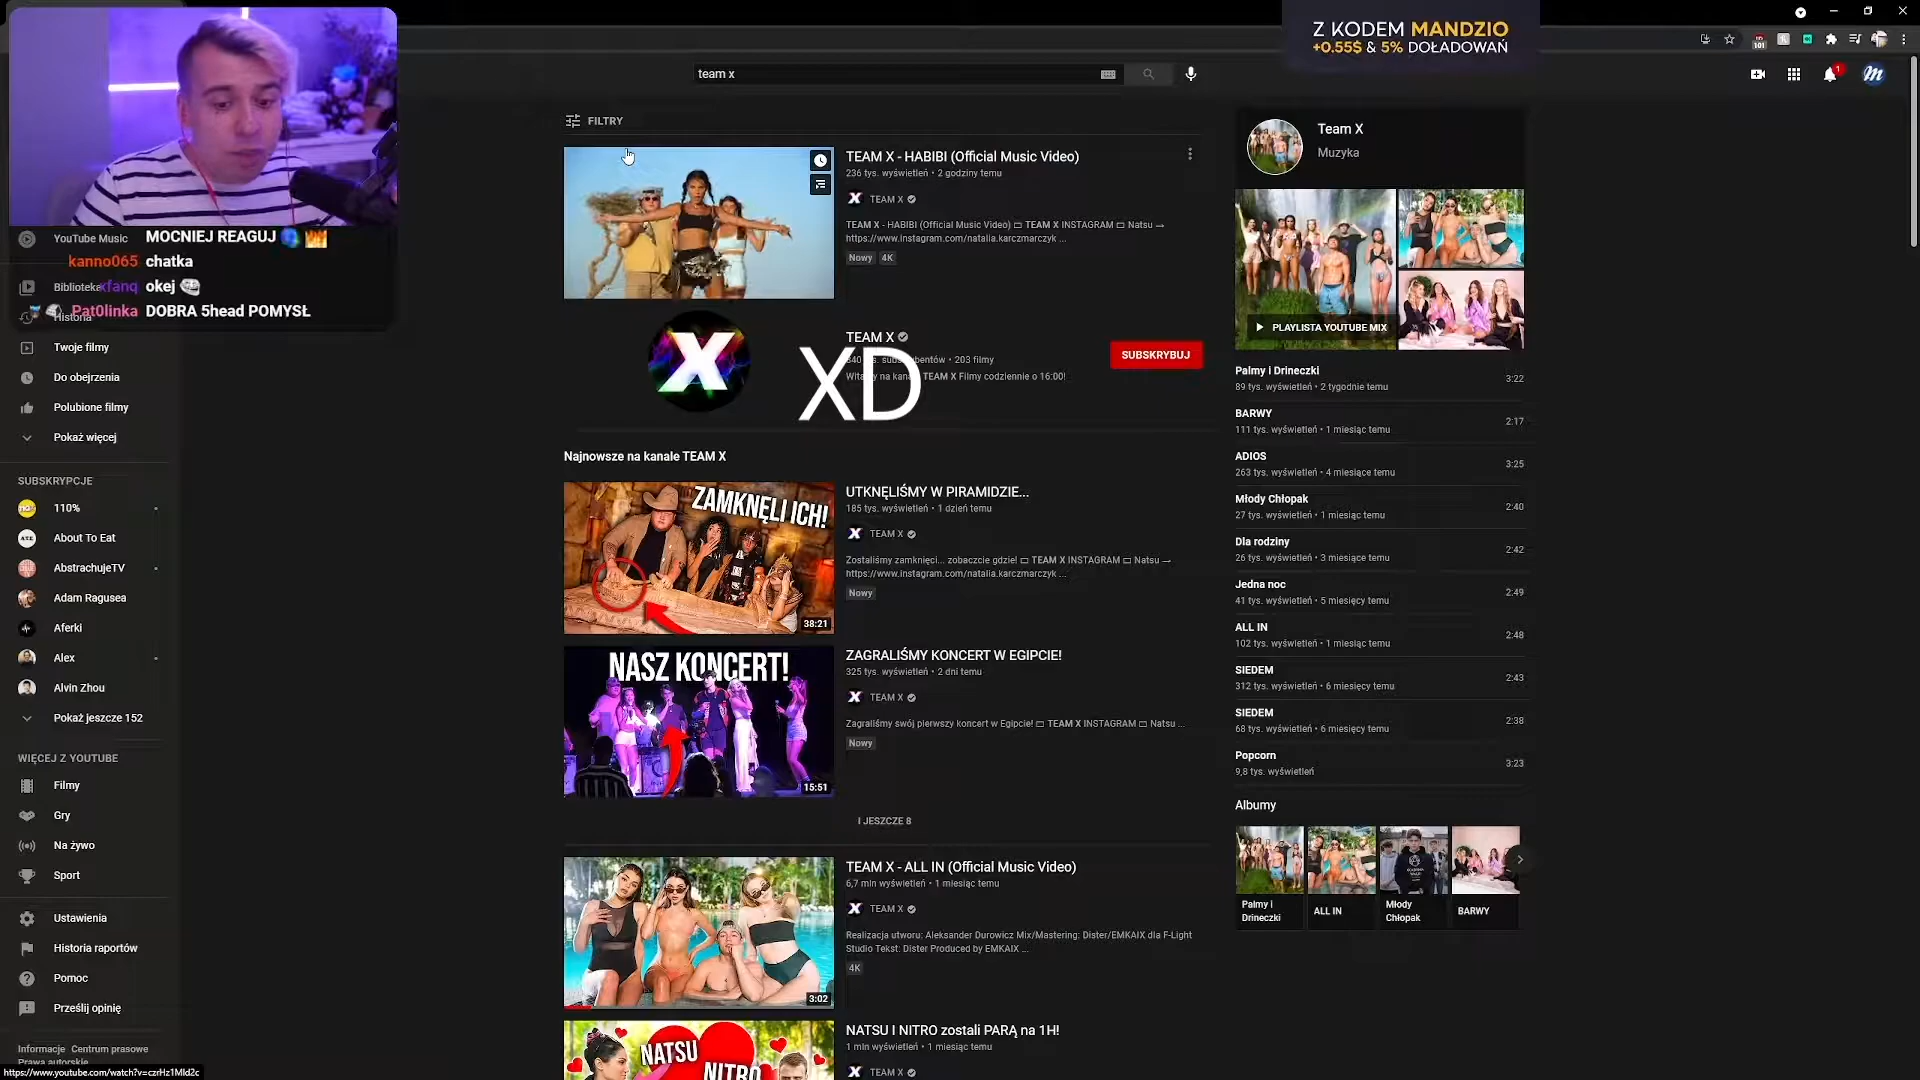 Z KODEM MANDZIO
+0.55$ & 5% DOŁADOWAŃ
101
team x
1
YouTube Music
MOCNIEJ REAGUJ
kanno065 chatka
Biblioteka
xfanq okej
Historia
Pat0linka DOBRA 5head POMYSŁ
Twoje filmy
Do obejrzenia
Polubione filmy
Pokaż więcej
SUBSKRYPCJE
110%
About To Eat
AbstrachujeTV
Adam Ragusea
Aferki
Alex
Alvin Zhou
Pokaż jeszcze 152
WIĘCEJ Z YOUTUBE
Filmy
Gry
Na żywo
Sport
Ustawienia
Historia raportów
Pomoc
Prześlij opinię
Informacje Centrum prasowe
Prawa autorskie
https://www.youtube.com/watch?v=czrHz1Mld2c
FILTRY
TEAM X - HABIBI (Official Music Video)
236 tys. wyświetleń • 2 godziny temu
X TEAM X
TEAM X - HABIBI (Official Music Video) TEAM X INSTAGRAM Natsu →
https://www.instagram.com/natalia.karczmarczyk ...
Nowy 4K
X
TEAM X
• 203 filmy
TEAM X Filmy codziennie o 16:00!
XD
SUBSKRYBUJ
Najnowsze na kanale TEAM X
ZAMKNĘLI ICH!
38:21
UTKNĘLIŚMY W PIRAMIDZIE...
185 tys. wyświetleń • 1 dzień temu
X TEAM X
Zostaliśmy zamknięci... zobaczcie gdzie! TEAM X INSTAGRAM Natsu →
https://www.instagram.com/natalia.karczmarczyk ...
Nowy
NASZ KONCERT!
15:51
ZAGRALIŚMY KONCERT W EGIPCIE!
325 tys. wyświetleń • 2 dni temu
X TEAM X
Zagraliśmy swój pierwszy koncert w Egipcie! TEAM X INSTAGRAM Natsu ...
Nowy
I JESZCZE 8
3:02
TEAM X - ALL IN (Official Music Video)
6,7 mln wyświetleń • 1 miesiąc temu
X TEAM X
Realizacja utworu: Aleksander Durowicz Mix/Mastering: Dister/EMKAIX dla F-Light
Studio Tekst: Dister Produced by EMKAIX ...
4K
NATSU
NITRO
NATSU I NITRO zostali PARĄ na 1H!
1 mln wyświetleń • 1 miesiąc temu
X TEAM X
Team X
Muzyka
PLAYLISTA YOUTUBE MIX
Palmy i Drineczki
89 tys. wyświetleń • 2 tygodnie temu
3:22
BARWY
111 tys. wyświetleń • 1 miesiąc temu
2:17
ADIOS
263 tys. wyświetleń • 4 miesiące temu
3:25
Młody Chłopak
27 tys. wyświetleń • 1 miesiąc temu
2:40
Dla rodziny
26 tys. wyświetleń • 3 miesiące temu
2:42
Jedna noc
41 tys. wyświetleń • 5 miesięcy temu
2:49
ALL IN
102 tys. wyświetleń • 1 miesiąc temu
2:48
SIEDEM
312 tys. wyświetleń • 6 miesięcy temu
2:43
SIEDEM
68 tys. wyświetleń • 6 miesięcy temu
2:38
Popcorn
9,8 tys. wyświetleń
3:23
Albumy
Palmy i
Drineczki
ALL IN
Młody
Chłopak
BARWY